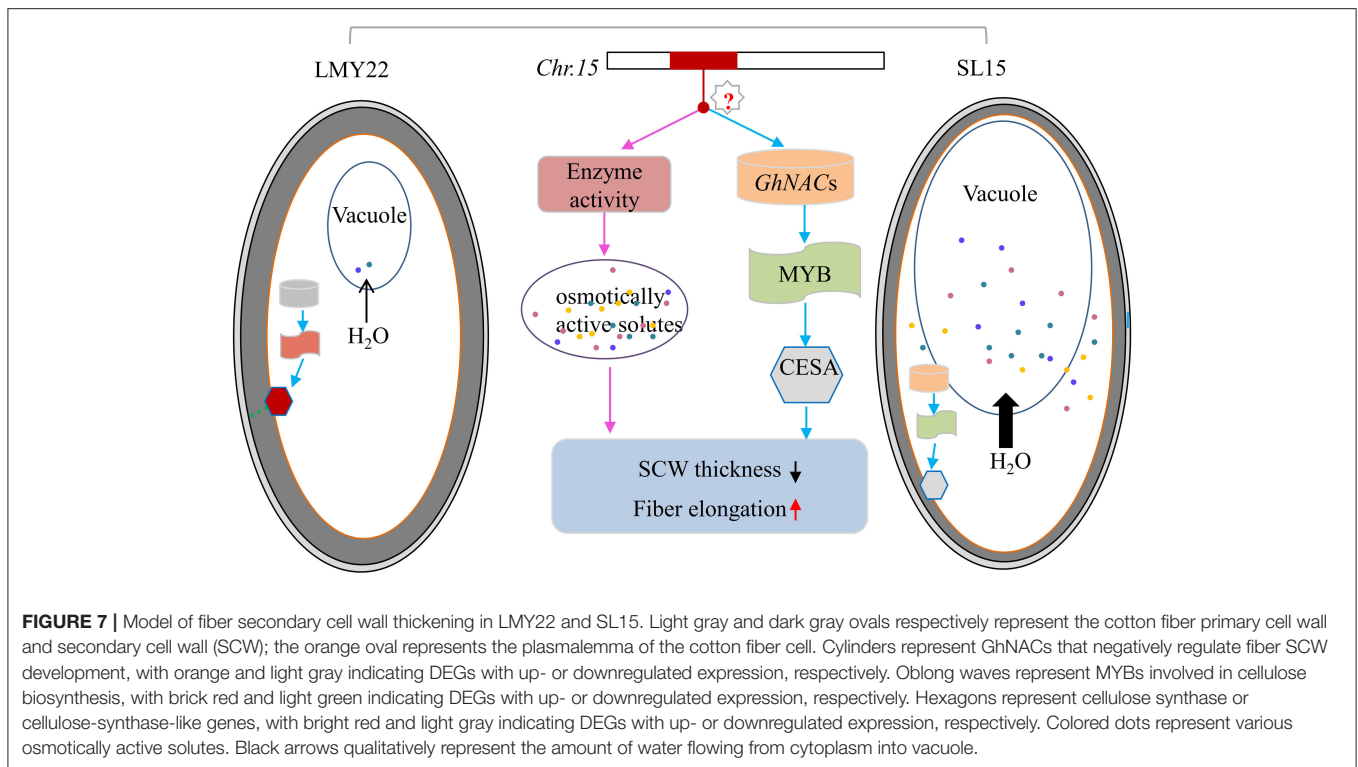 LMY22
Chr.15
SL15
?
Enzyme
activity
GhNACs
Vacuole
Vacuole
MYB
osmotically
active solutes
H2O
CESA
H2O
SCW thickness
Fiber elongation
FIGURE 7 | Model of fiber secondary cell wall thickening in LMY22 and SL15. Light gray and dark gray ovals respectively represent the cotton fiber primary cell wall
and secondary cell wall (SCW); the orange oval represents the plasmalemma of the cotton fiber cell. Cylinders represent GhNACs that negatively regulate fiber SCW
development, with orange and light gray indicating DEGs with up- or downregulated expression, respectively. Oblong waves represent MYBs involved in cellulose
biosynthesis, with brick red and light green indicating DEGs with up- or downregulated expression, respectively. Hexagons represent cellulose synthase or
cellulose-synthase-like genes, with bright red and light gray indicating DEGs with up- or downregulated expression, respectively. Colored dots represent various
osmotically active solutes. Black arrows qualitatively represent the amount of water flowing from cytoplasm into vacuole.